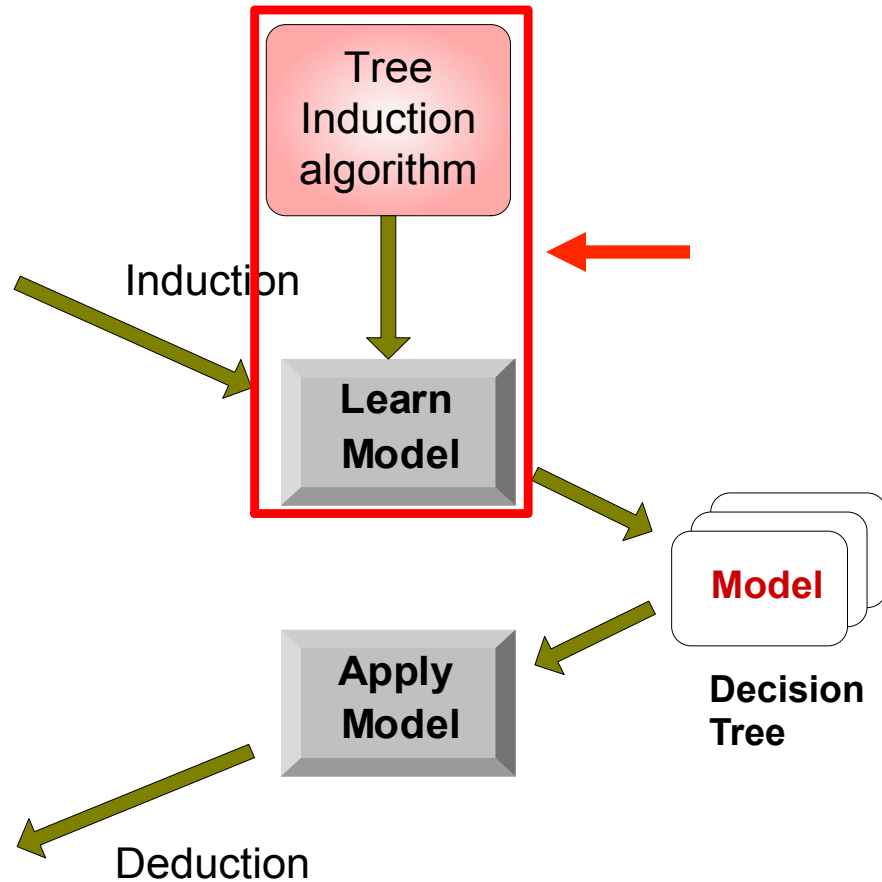 Tree
Induction
algorithm
Induction
Learn
Model
Model
Apply
Model
Decision
Tree
Deduction